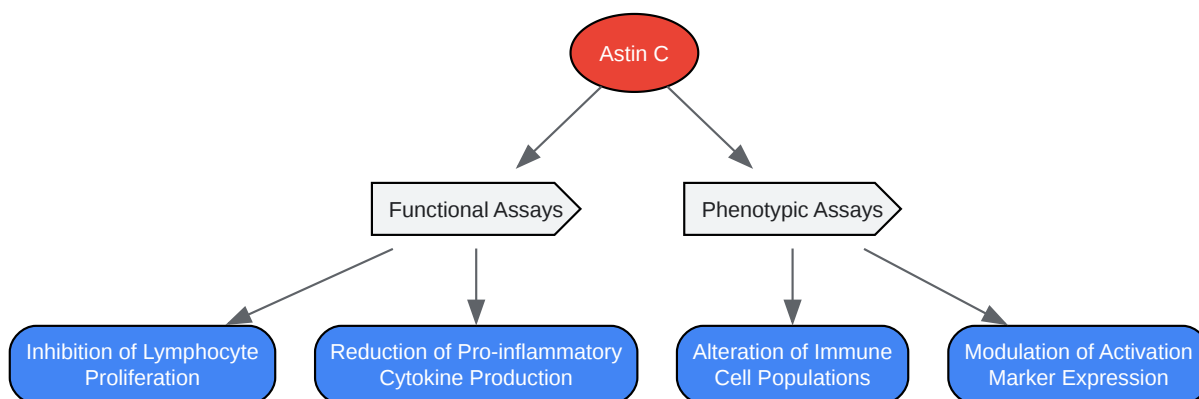 Astin C
Functional Assays
Phenotypic Assays
Inhibition of Lymphocyte
Proliferation
Reduction of Pro-inflammatory
Cytokine Production
Alteration of Immune
Cell Populations
Modulation of Activation
Marker Expression